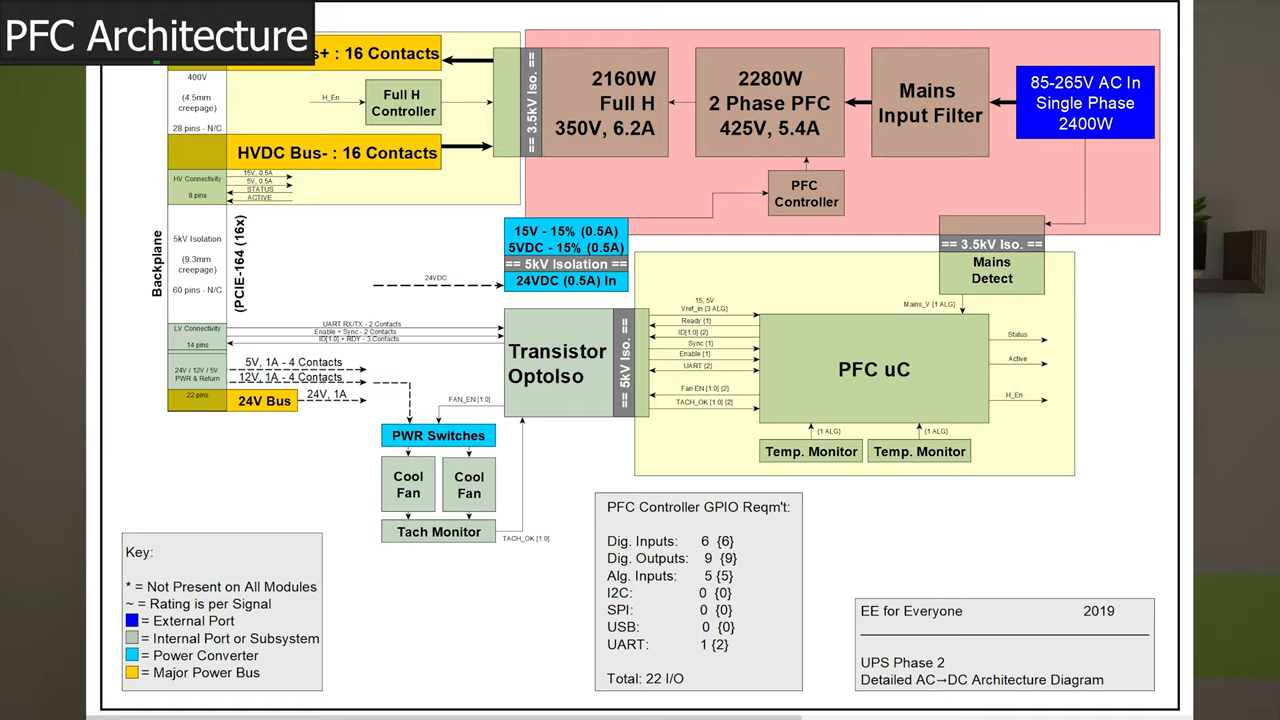 PFC Architecture
s+ : 16 Contacts
400V
(4.5mm
creepage)
28 pins - N/C
H_En
Full H
Controller
HVDC Bus- : 16 Contacts
HV Connectivity
8 pins
15V, 0.5A
5V, 0.5A
STATUS
ACTIVE
== 3.5kV Iso. ==
2160W
Full H
350V, 6.2A
2280W
2 Phase PFC
425V, 5.4A
Mains
Input Filter
85-265V AC In
Single Phase
2400W
PFC
Controller
15V - 15% (0.5A)
5VDC - 15% (0.5A)
== 5kV Isolation ==
24VDC (0.5A) In
24VDC
== 3.5kV Iso. ==
Mains
Detect
Mains_V {1 ALG}
Backplane
5kV Isolation
(9.3mm
creepage)
60 pins - N/C
(PCIE-164 (16x)
LV Connectivity
14 pins
UART RX/TX - 2 Contacts
Enable + Sync - 2 Contacts
ID[1:0] + RDY - 3 Contacts
24V / 12V / 5V
PWR & Return
22 pins
5V, 1A - 4 Contacts
12V, 1A - 4 Contacts
24V Bus
24V, 1A
Transistor
OptoIso
== 5kV Iso. ==
15, 5V
Vref_in {3 ALG}
Ready {1}
ID[1:0] {2}
Sync {1}
Enable {1}
UART {2}
Fan EN [1:0] {2}
TACH_OK [1:0] {2}
PFC uC
Status
Active
H_En
{1 ALG}
{1 ALG}
Temp. Monitor
Temp. Monitor
FAN_EN [1:0]
PWR Switches
Cool
Fan
Cool
Fan
Tach Monitor
TACH_OK [1:0]
Key:
* = Not Present on All Modules
~ = Rating is per Signal
= External Port
= Internal Port or Subsystem
= Power Converter
= Major Power Bus
PFC Controller GPIO Reqm't:
Dig. Inputs: 6 {6}
Dig. Outputs: 9 {9}
Alg. Inputs: 5 {5}
I2C: 0 {0}
SPI: 0 {0}
USB: 0 {0}
UART: 1 {2}
Total: 22 I/O
EE for Everyone 2019
UPS Phase 2
Detailed AC→DC Architecture Diagram